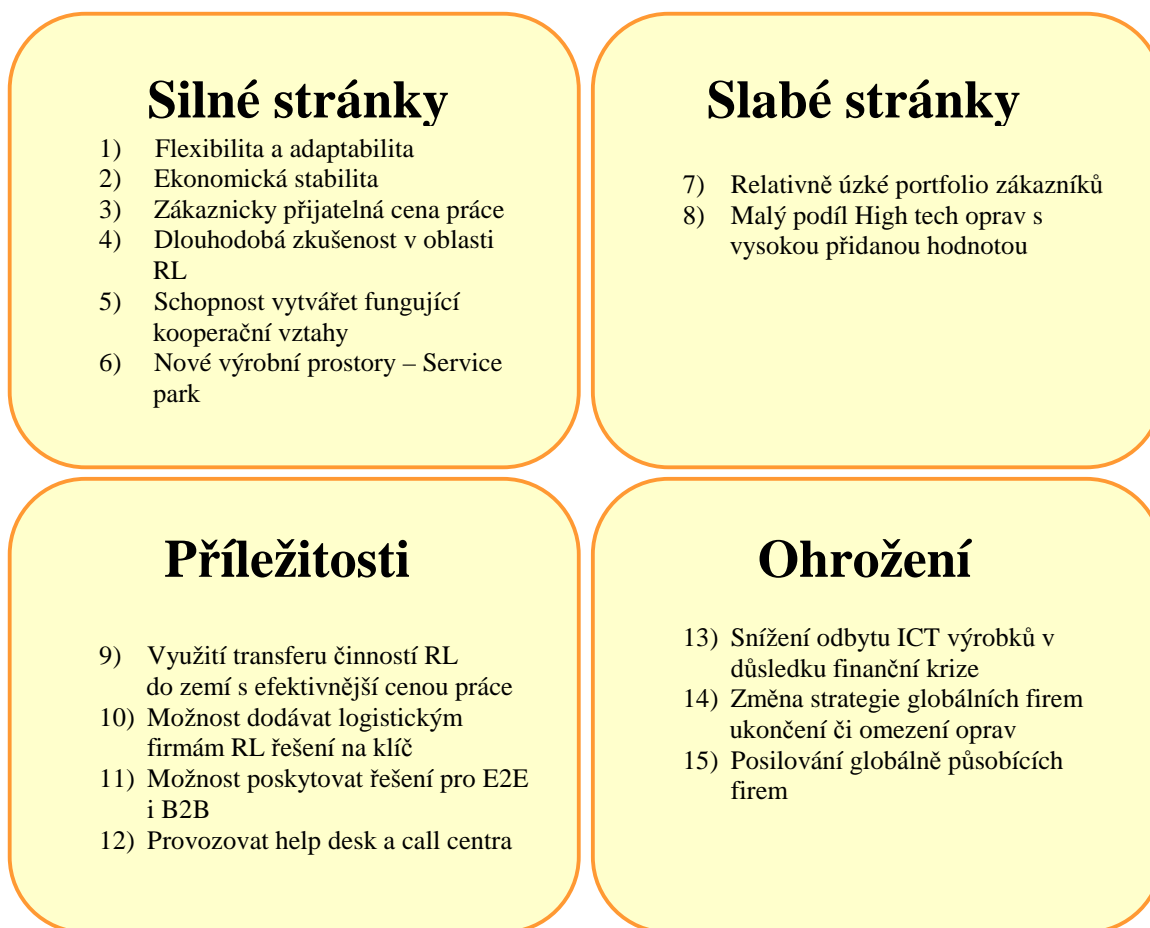 Silné stránky
1) Flexibilita a adaptabilita
2) Ekonomická stabilita
3) Zákaznicky přijatelná cena práce
4) Dlouhodobá zkušenost v oblasti
RL
5) Schopnost vytvářet fungující
kooperační vztahy
6) Nové výrobní prostory – Service
park
Slabé stránky
7) Relativně úzké portfolio zákazníků
8) Malý podíl High tech oprav s
vysokou přidanou hodnotou
Příležitosti
9) Využití transferu činností RL
do zemí s efektivnější cenou práce
10) Možnost dodávat logistickým
firmám RL řešení na klíč
11) Možnost poskytovat řešení pro E2E
i B2B
12) Provozovat help desk a call centra
Ohrožení
13) Snížení odbytu ICT výrobků v
důsledku finanční krize
14) Změna strategie globálních firem
ukončení či omezení oprav
15) Posilování globálně působících
firem